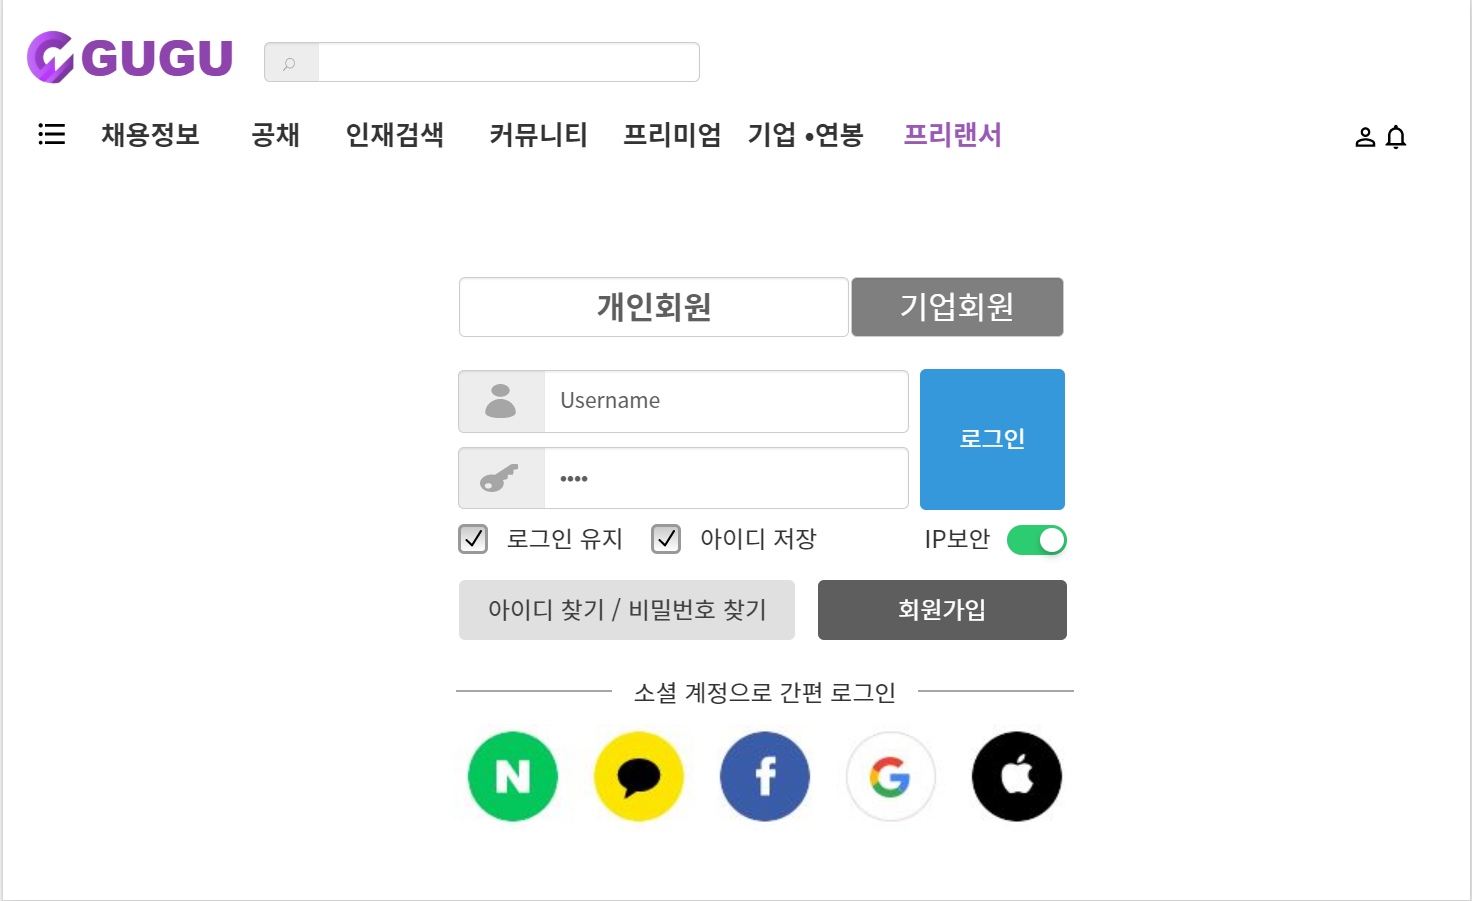 GUGU
채용정보 공채 인재검색 커뮤니티 프리미엄 기업 •연봉 프리랜서
개인회원 기업회원
Username
••••
로그인
로그인 유지 아이디 저장 IP보안
아이디 찾기 / 비밀번호 찾기 회원가입
소셜 계정으로 간편 로그인
N f G